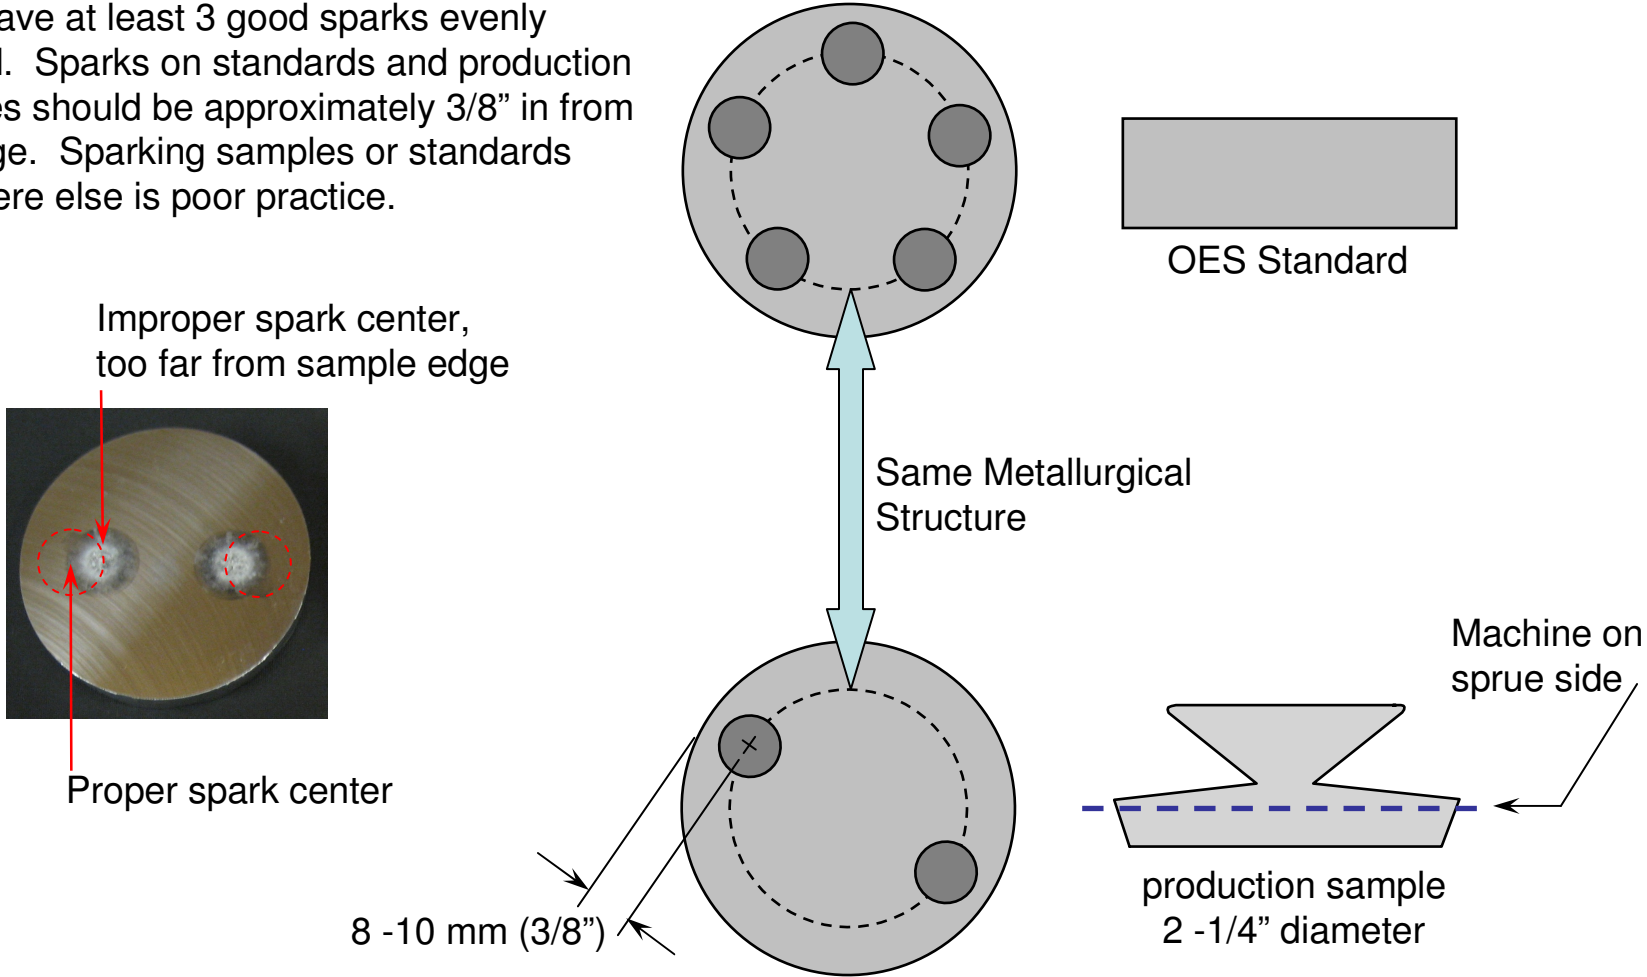 ave at least 3 good sparks evenly
. Sparks on standards and production
es should be approximately 3/8” in from
ge. Sparking samples or standards
ere else is poor practice.
OES Standard
Improper spark center,
too far from sample edge
Same Metallurgical
Structure
Machine on
sprue side
Proper spark center
8 -10 mm (3/8”)
production sample
2 -1/4” diameter